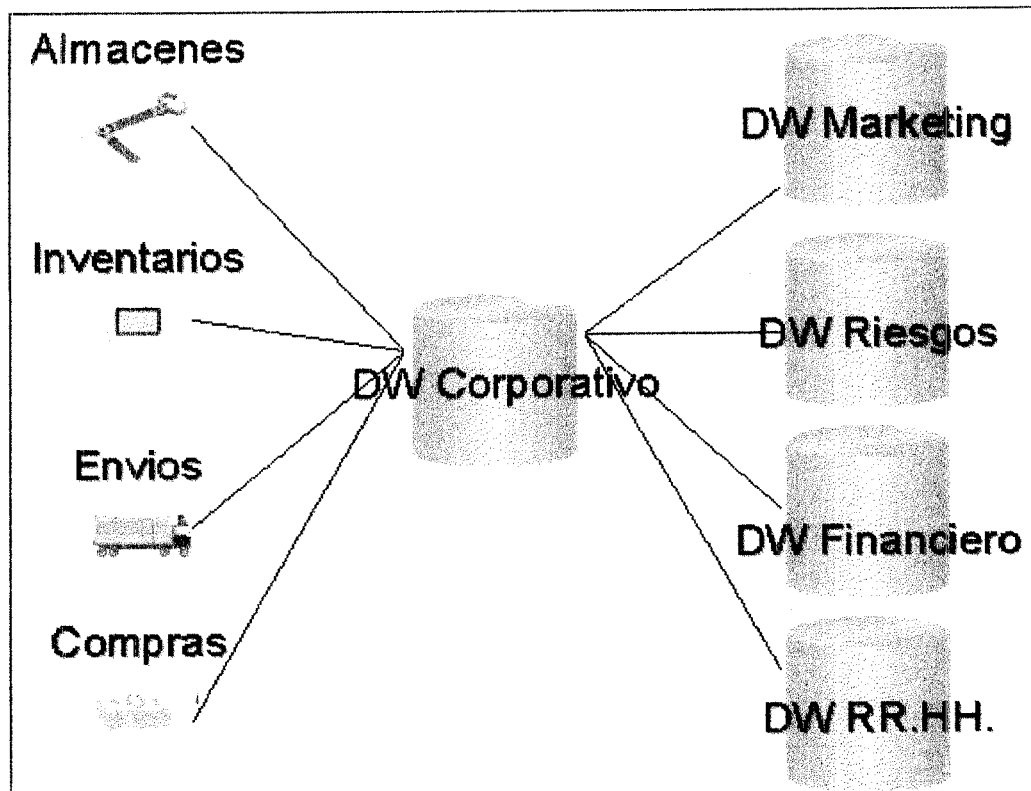 Almacenes
Inventarios
Envios
Compras
DW Corporativo
DW Marketing
DW Riesgos
DW Financiero
DW RR.HH.